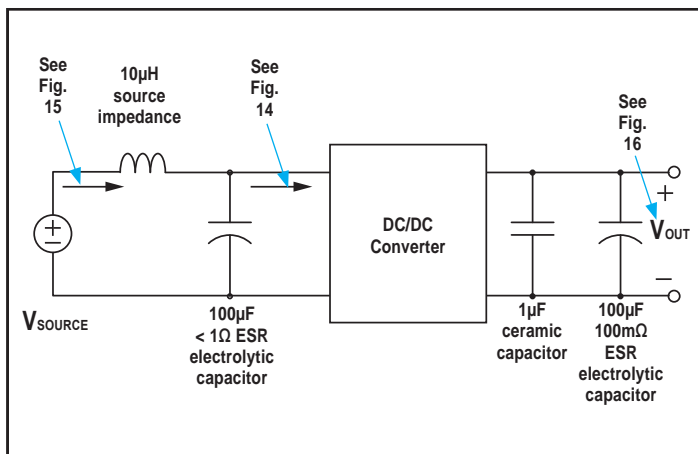 See
Fig.
15
10µH
source
impedance
See
Fig.
14
See
Fig.
16
DC/DC
Converter
+
−
+
VOUT
−
VSOURCE
100µF
< 1Ω ESR
electrolytic
capacitor
1µF
ceramic
capacitor
100µF
100mΩ
ESR
electrolytic
capacitor